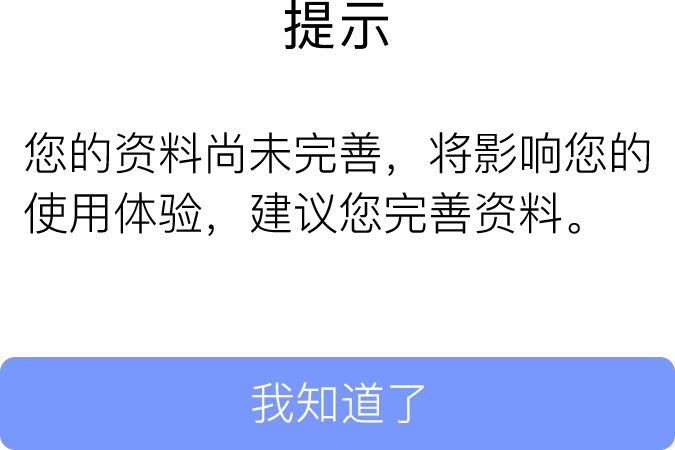 提示
您的资料尚未完善，将影响您的
使用体验，建议您完善资料。
我知道了